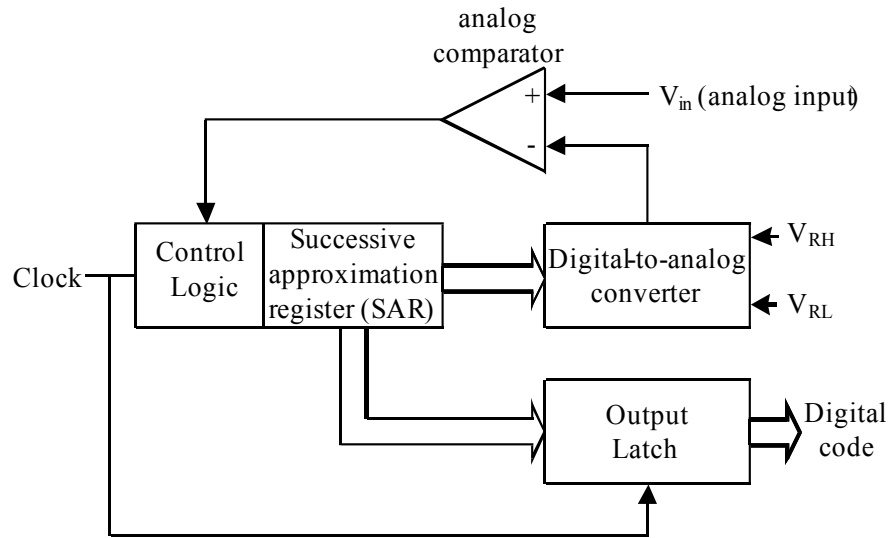 analog
comparator
+
V_in (analog input)
-
Control
Logic
Successive
approximation
register (SAR)
Digital-to-analog
converter
V_RH
V_RL
Clock
Output
Latch
Digital
code